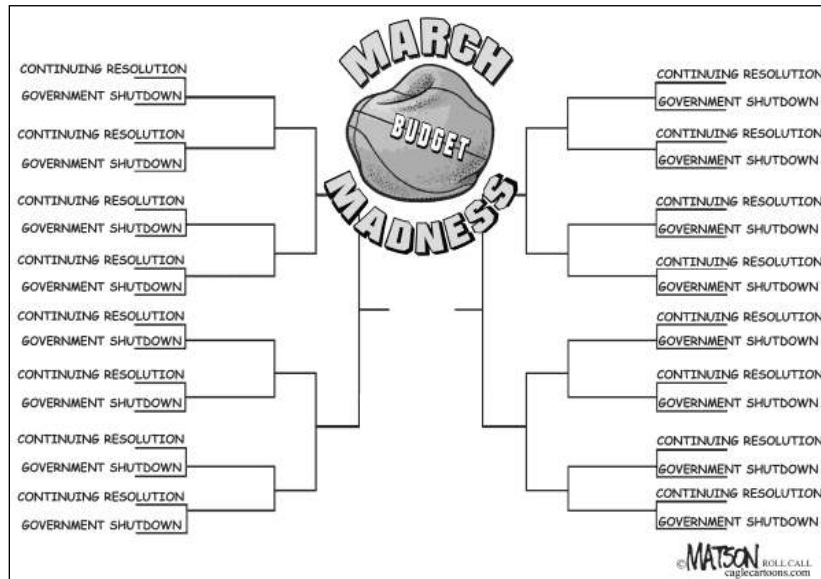 MARCH
BUDGET
MADNESS
CONTINUING RESOLUTION
GOVERNMENT SHUTDOWN
CONTINUING RESOLUTION
GOVERNMENT SHUTDOWN
CONTINUING RESOLUTION
GOVERNMENT SHUTDOWN
CONTINUING RESOLUTION
GOVERNMENT SHUTDOWN
CONTINUING RESOLUTION
GOVERNMENT SHUTDOWN
CONTINUING RESOLUTION
GOVERNMENT SHUTDOWN
CONTINUING RESOLUTION
GOVERNMENT SHUTDOWN
CONTINUING RESOLUTION
GOVERNMENT SHUTDOWN
CONTINUING RESOLUTION
GOVERNMENT SHUTDOWN
CONTINUING RESOLUTION
GOVERNMENT SHUTDOWN
CONTINUING RESOLUTION
GOVERNMENT SHUTDOWN
CONTINUING RESOLUTION
GOVERNMENT SHUTDOWN
CONTINUING RESOLUTION
GOVERNMENT SHUTDOWN
CONTINUING RESOLUTION
GOVERNMENT SHUTDOWN
CONTINUING RESOLUTION
GOVERNMENT SHUTDOWN
CONTINUING RESOLUTION
GOVERNMENT SHUTDOWN
©MATSON ROLL CALL
caglecartoons.com